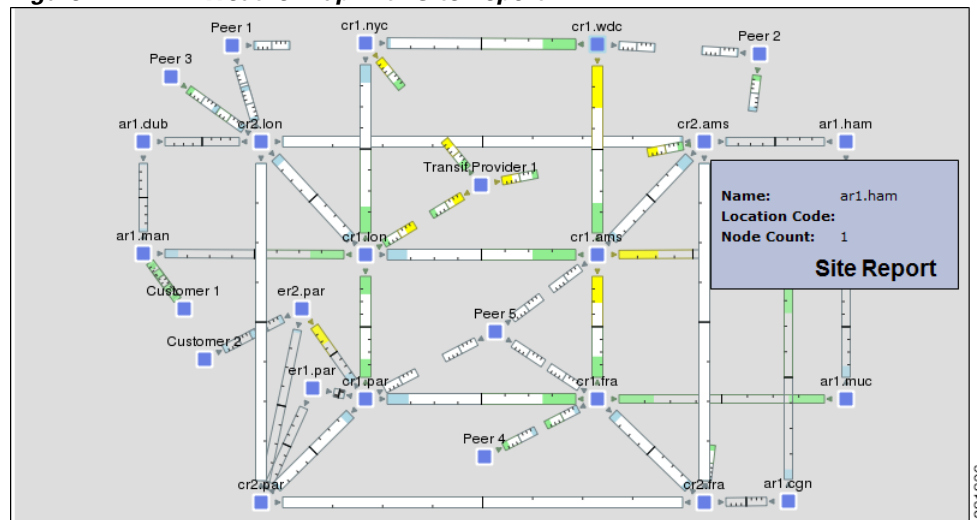 Peer 1
cr1.nyc
cr1.wdc
Peer 2
Peer 3
ar1.dub
cr2.lon
cr2.ams
ar1.ham
Transit Provider 1
Name: ar1.ham
Location Code:
Node Count: 1
Site Report
ar1.man
cr1.lon
cr1.ams
Customer 1
er2.par
Peer 5
Customer 2
er1.par
cr1.par
cr1.fra
ar1.muc
Peer 4
cr2.par
cr2.fra
ar1.cgn